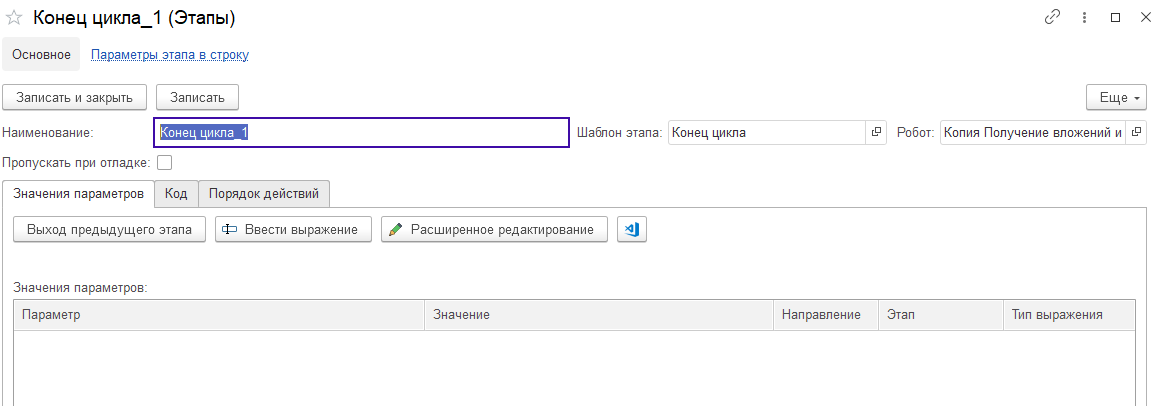 Конец цикла_1 (Этапы)
Основное Параметры этапа в строку
Записать и закрыть Записать Еще
Наименование: Конец цикла_1 Шаблон этапа: Конец цикла Робот: Копия Получение вложений и
Пропускать при отладке:
Значения параметров Код Порядок действий
Выход предыдущего этапа Ввести выражение Расширенное редактирование
Значения параметров:
Параметр Значение Направление Этап Тип выражения